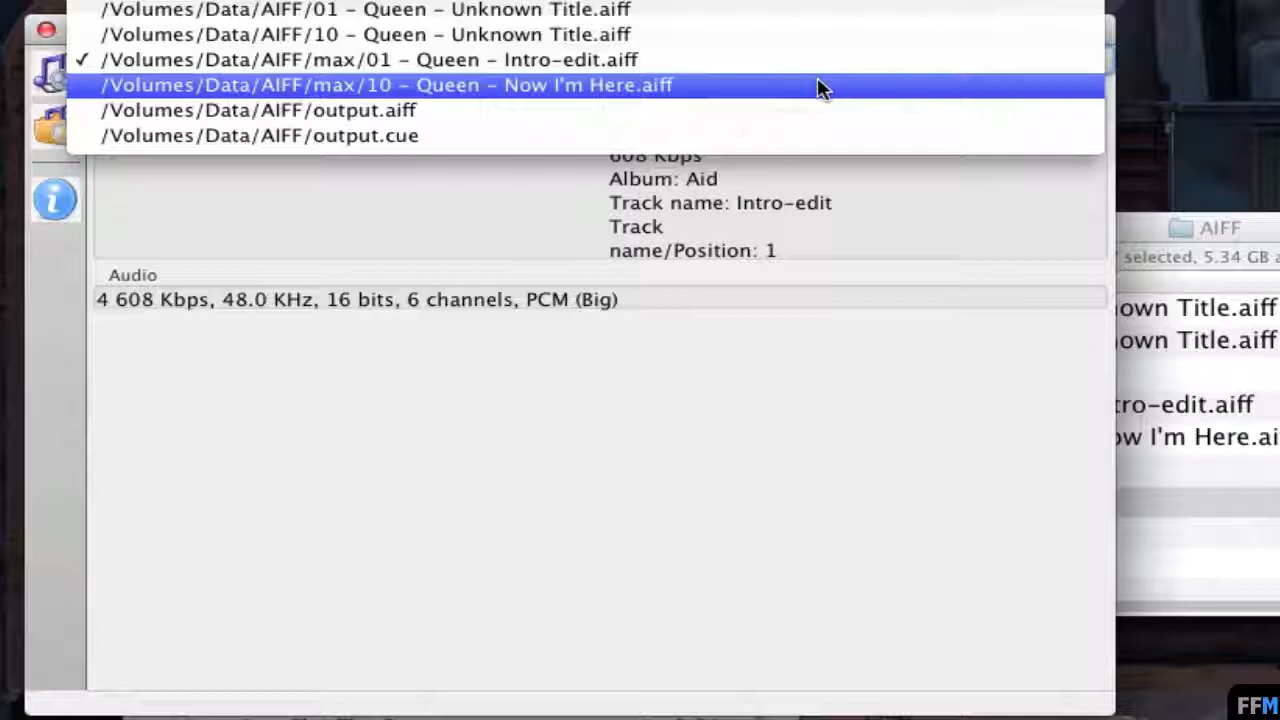 /Volumes/Data/AIFF/01 - Queen - Unknown Title.aiff
/Volumes/Data/AIFF/10 - Queen - Unknown Title.aiff
✓ /Volumes/Data/AIFF/max/01 - Queen - Intro-edit.aiff
/Volumes/Data/AIFF/max/10 - Queen - Now I'm Here.aiff
/Volumes/Data/AIFF/output.aiff
/Volumes/Data/AIFF/output.cue
608 Kbps
Album: Aid
Track name: Intro-edit
Track
name/Position: 1
Audio
4 608 Kbps, 48.0 KHz, 16 bits, 6 channels, PCM (Big)
AIFF
selected, 5.34 GB
own Title.aiff
own Title.aiff
tro-edit.aiff
ow I'm Here.ai
FFM